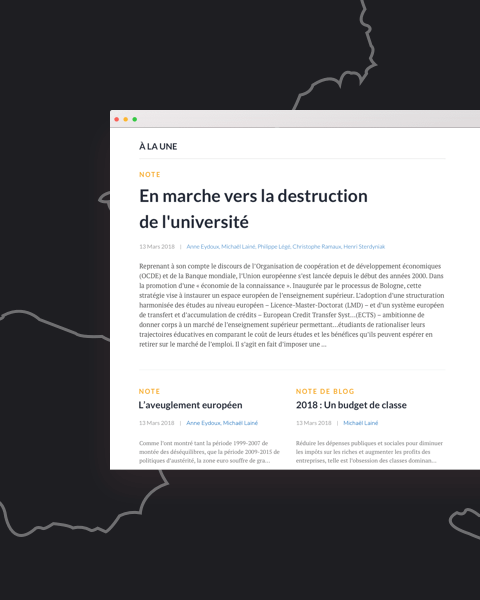 À LA UNE
NOTE
En marche vers la destruction
de l'université
13 Mars 2018 | Anne Eydoux, Michaël Lainé, Philippe Légé, Christophe Ramaux, Henri Sterdyniak
Reprenant à son compte le discours de l'Organisation de coopération et de développement économiques
(OCDE) et de la Banque mondiale, l'Union européenne s'est lancée depuis le début des années 2000. Dans
la promotion d'une « économie de la connaissance ». Inaugurée par le processus de Bologne, cette
stratégie vise à instaurer un espace européen de l'enseignement supérieur. L'adoption d'une structuration
harmonisée des études au niveau européen – Licence-Master-Doctorat (LMD) – et d'un système européen
de transfert et d'accumulation de crédits – European Credit Transfer Syst...(ECTS) – ambitionne de
donner corps à un marché de l'enseignement supérieur permettant...étudiants de rationaliser leurs
trajectoires éducatives en comparant le coût de leurs études et les bénéfices qu'ils peuvent espérer en
retirer sur le marché de l'emploi. Il s'agit en fait d'imposer une ...
NOTE
L'aveuglement européen
13 Mars 2018 | Anne Eydoux, Michaël Lainé
Comme l'ont montré tant la période 1999-2007 de
montée des déséquilibres, que la période 2009-2015 de
politiques d'austérité, la zone euro souffre de gra...
NOTE DE BLOG
2018 : Un budget de classe
13 Mars 2018 | Michaël Lainé
Réduire les dépenses publiques et sociales pour diminuer
les impôts sur les riches et augmenter les profits des
entreprises, telle est l'obsession des classes dominan...